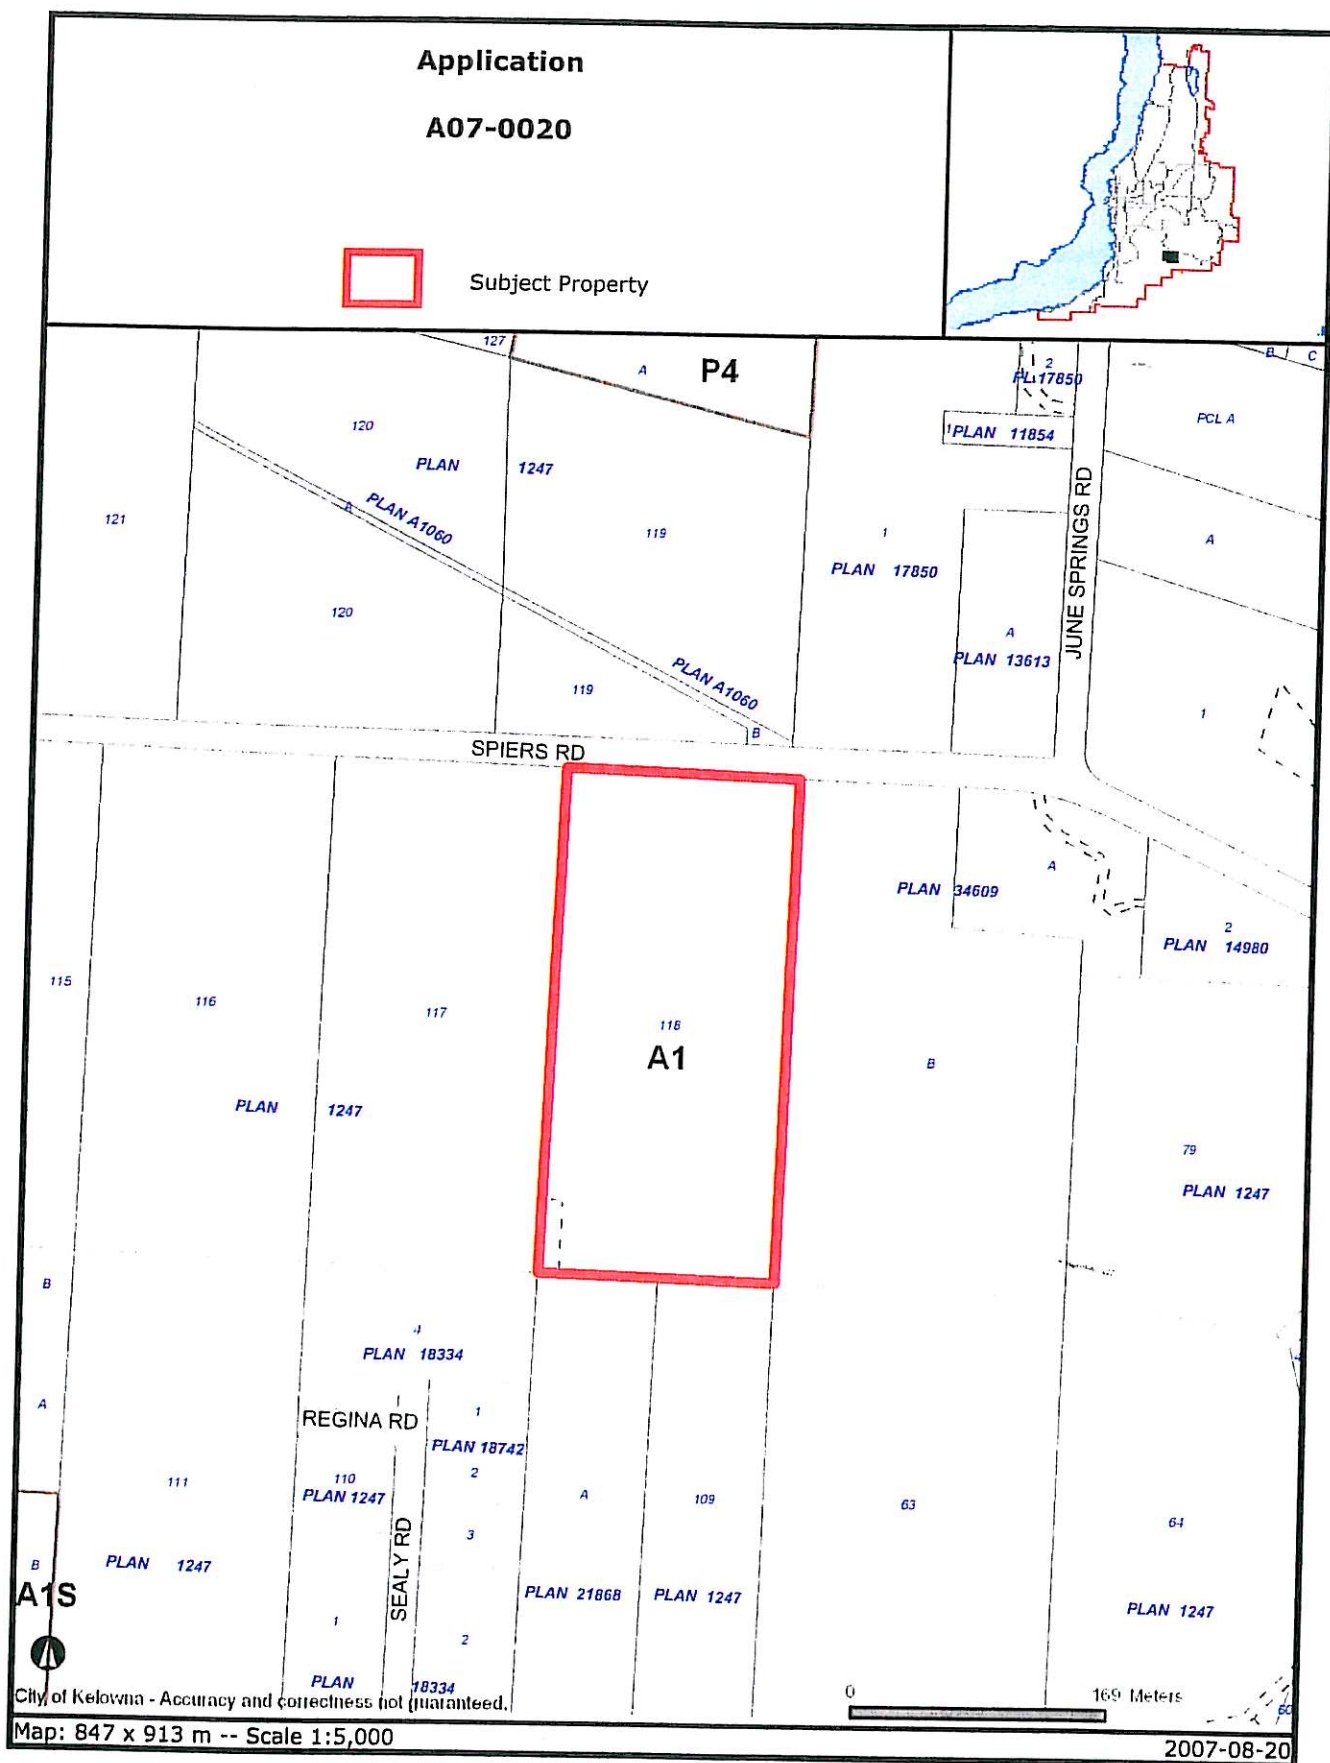 Application
A07-0020
Subject Property
127
A
P4
2
PL 17850
B
C
120
1 PLAN 11854
PCL A
PLAN 1247
R
PLAN A1060
121
119
1
A
PLAN 17850
JUNE SPRINGS RD
120
A
PLAN 13613
PLAN A1060
119
1
B
SPIERS RD
A
PLAN 34609
2
PLAN 14980
115
116
117
118
A1
B
PLAN 1247
79
PLAN 1247
B
4
PLAN 18334
A
REGINA RD
1
PLAN 18742
111
110
PLAN 1247
2
A
109
63
64
3
B
PLAN 1247
SEALY RD
PLAN 21868
PLAN 1247
PLAN 1247
A1S
1
2
PLAN 18334
City of Kelowna - Accuracy and correctness not guaranteed.
0
169 Meters
60
Map: 847 x 913 m -- Scale 1:5,000
2007-08-20